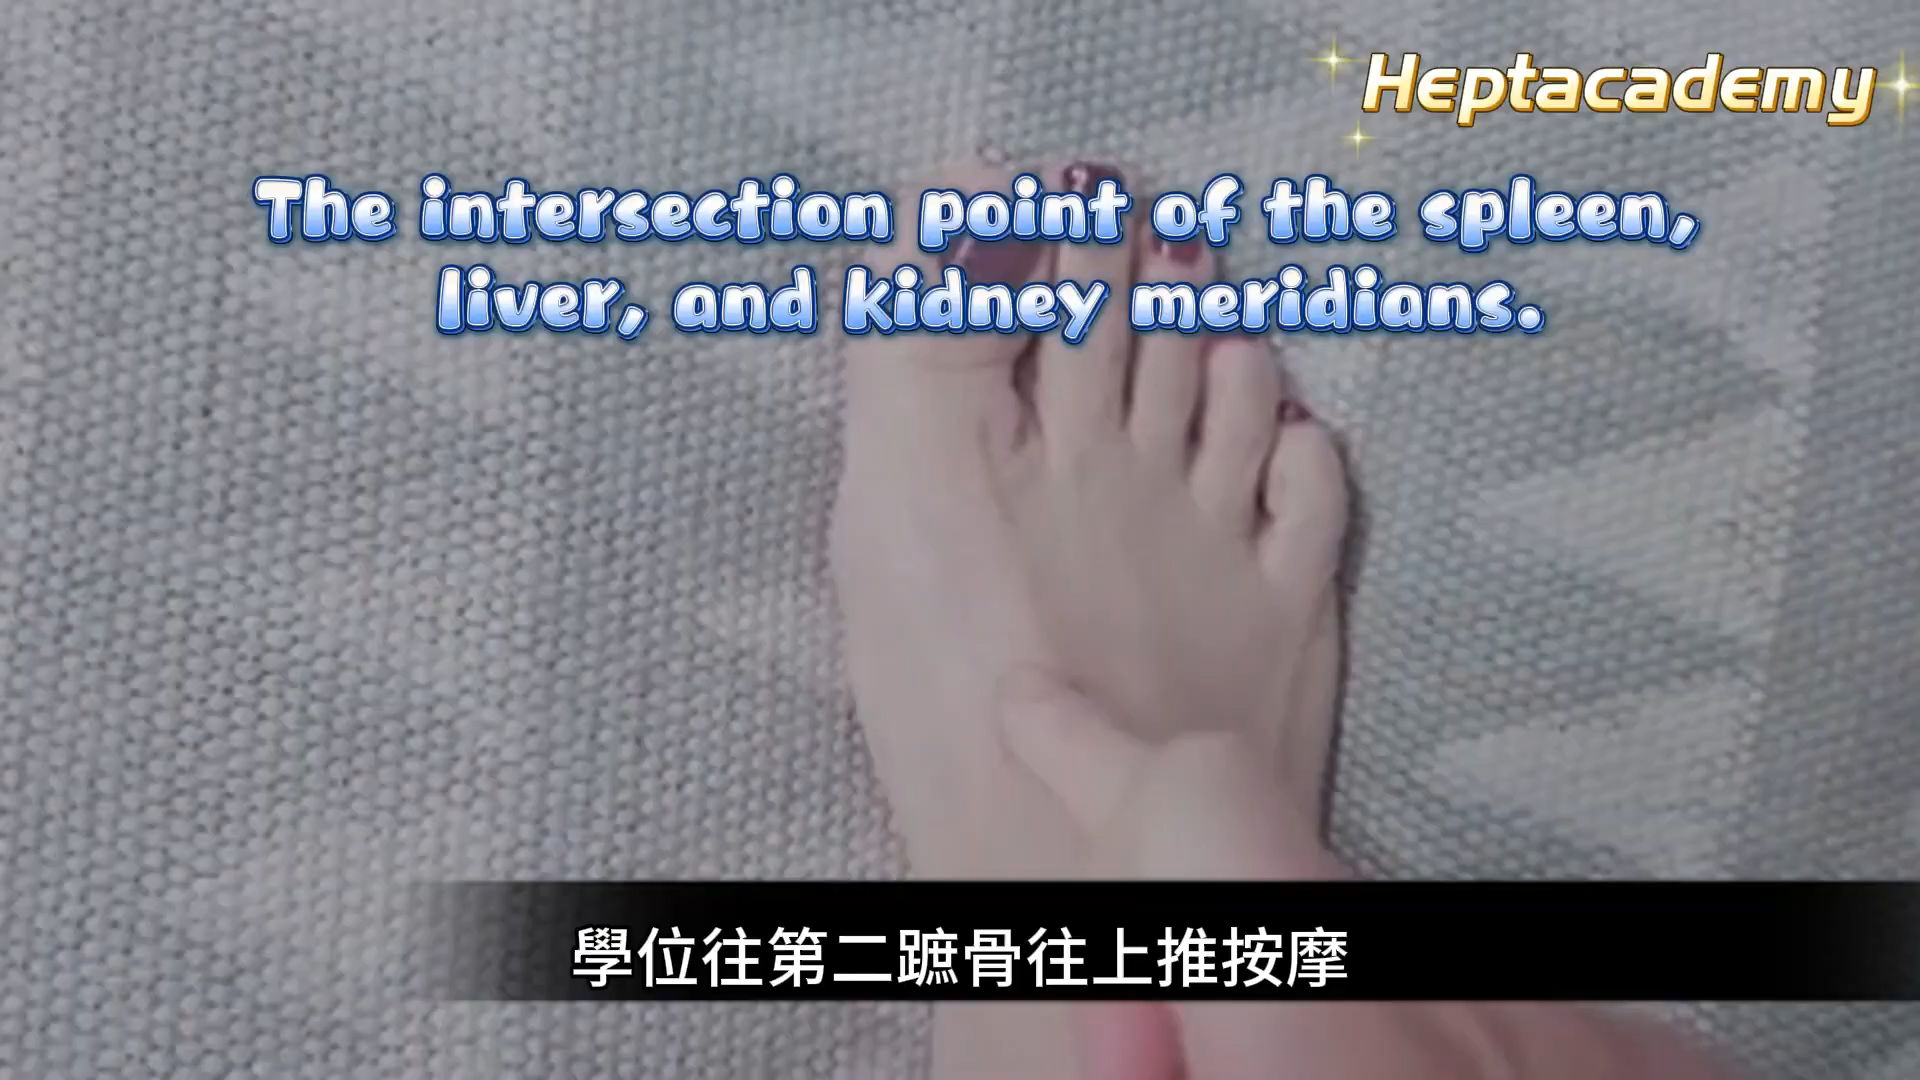 Heptacademy
The intersection point of the spleen,
liver, and kidney meridians.
學位往第二蹠骨往上推按摩